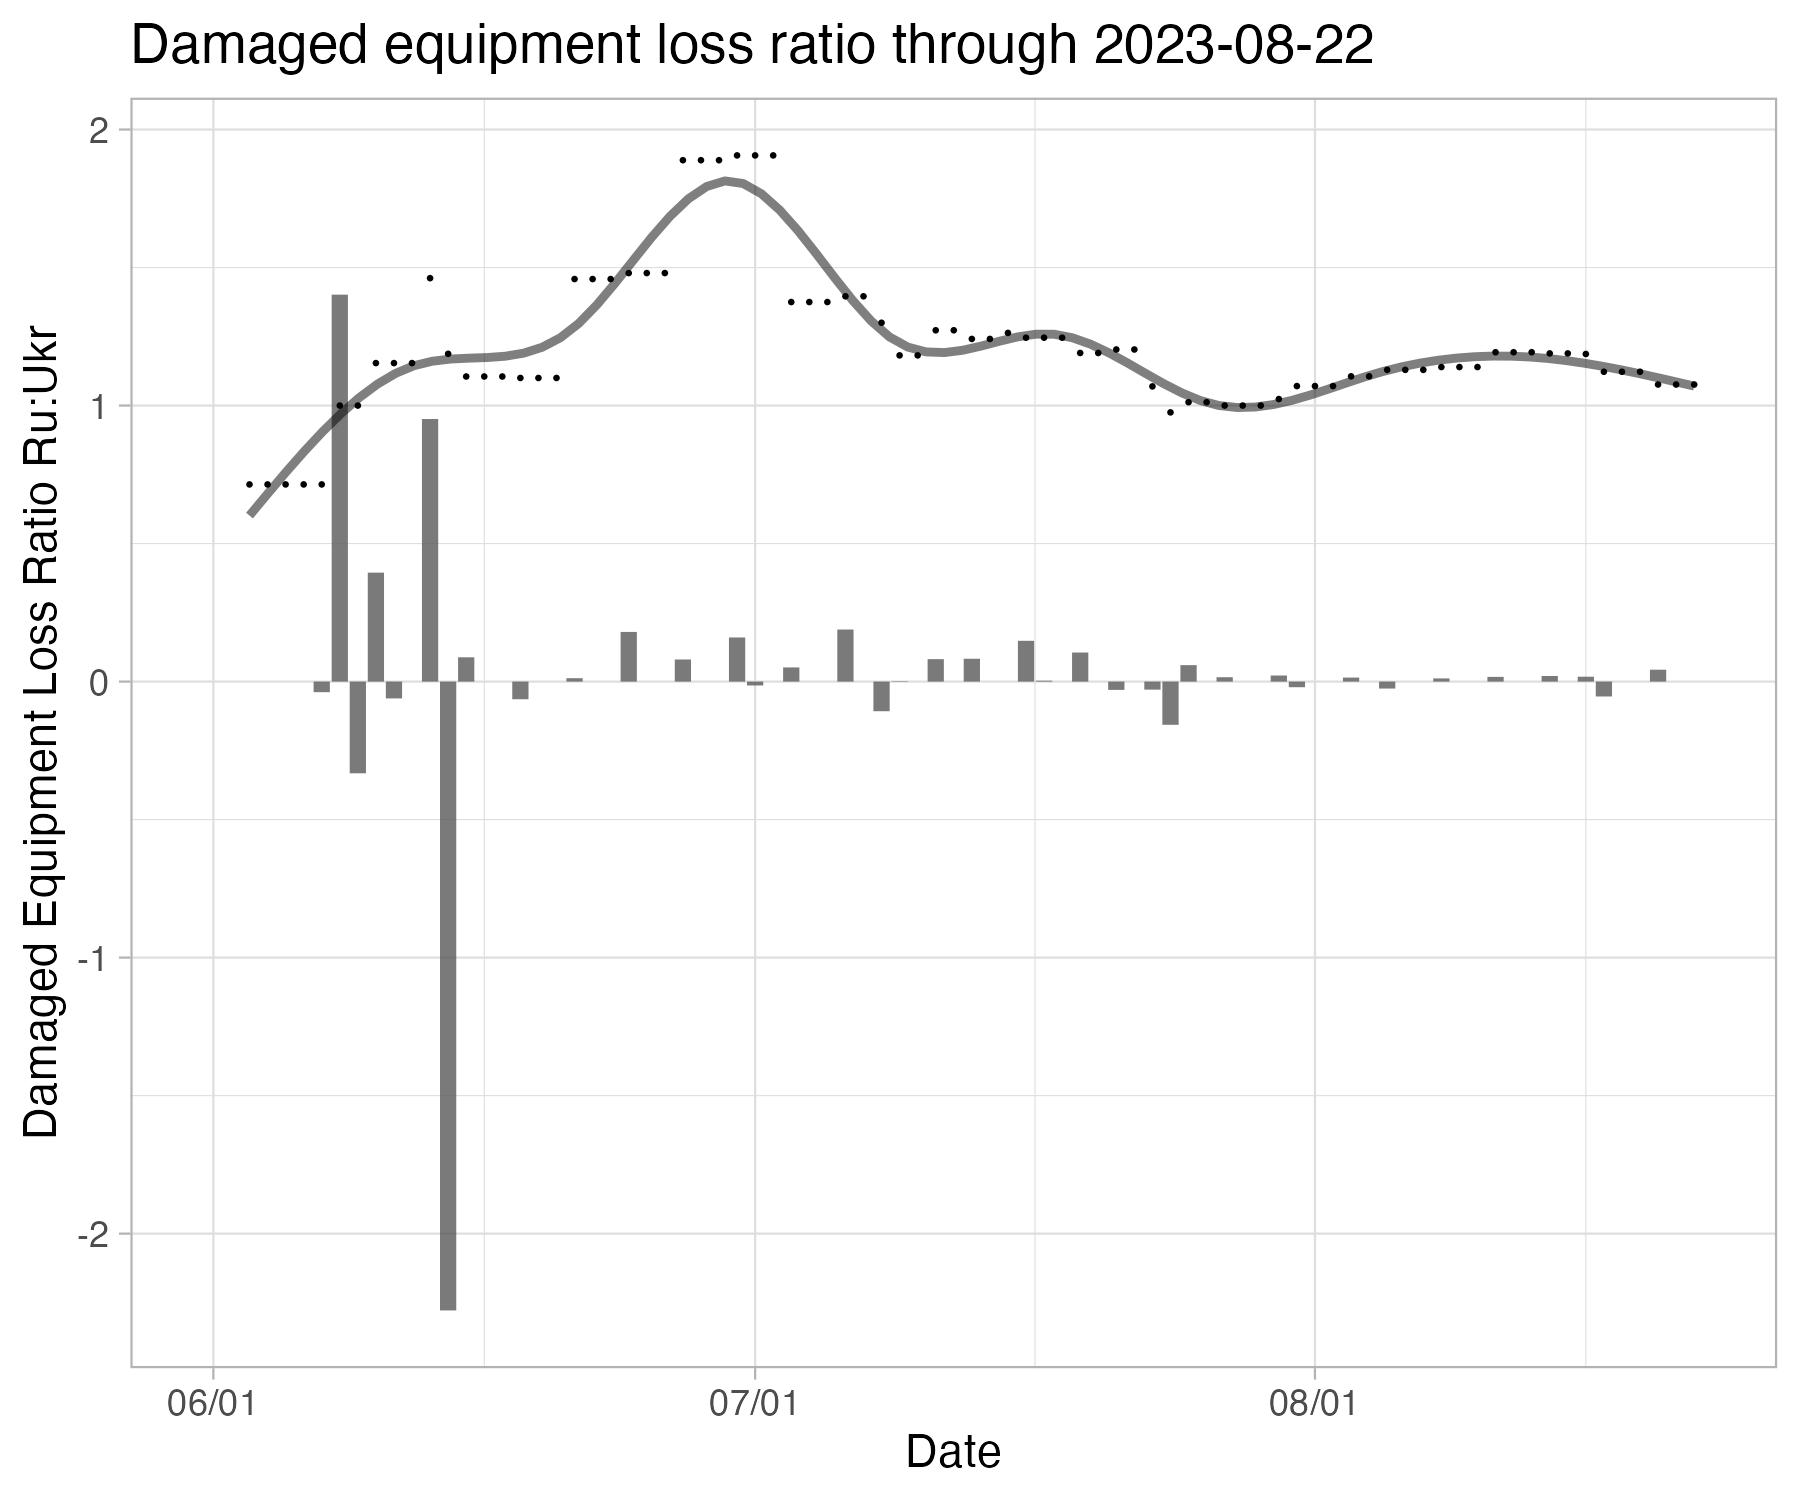 Damaged equipment loss ratio through 2023-08-22
Damaged Equipment Loss Ratio Ru:Ukr
2
1
0
-1
-2
06/01
07/01
08/01
Date